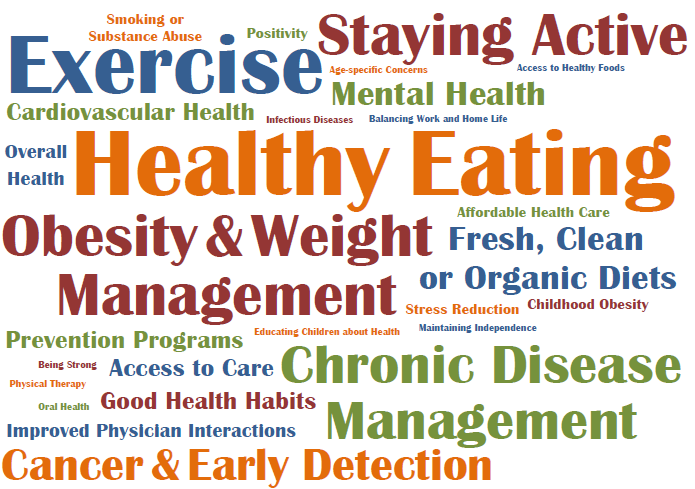 Smoking or
Substance Abuse
Positivity
Staying Active
Exercise
Age-specific Concerns
Access to Healthy Foods
Mental Health
Cardiovascular Health
Infectious Diseases
Balancing Work and Home Life
Overall
Health
Healthy Eating
Affordable Health Care
Obesity & Weight
Management
Fresh, Clean
or Organic Diets
Stress Reduction
Childhood Obesity
Prevention Programs
Educating Children about Health
Maintaining Independence
Being Strong
Access to Care
Chronic Disease
Management
Physical Therapy
Oral Health
Good Health Habits
Improved Physician Interactions
Cancer & Early Detection